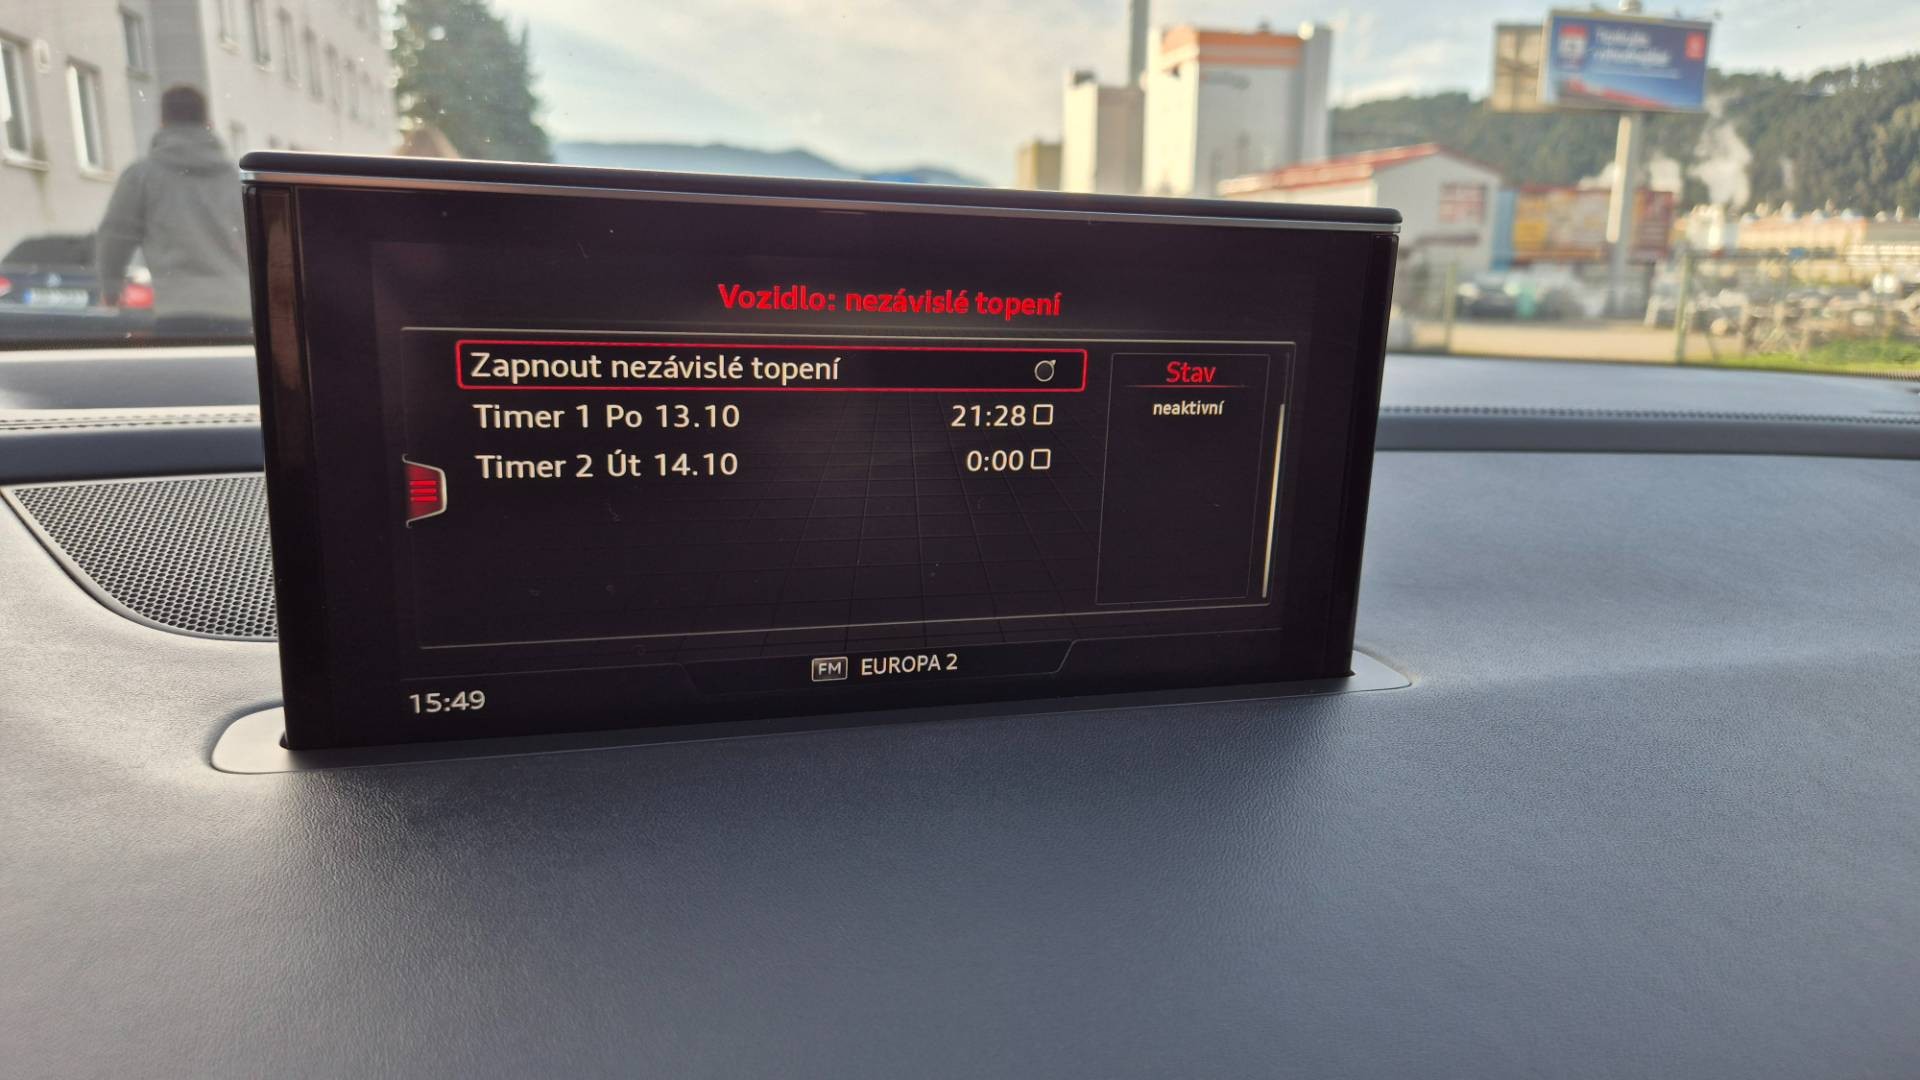 Vozidlo: nezávislé topení
Zapnout nezávislé topení
Stav
neaktivní
Timer 1 Po 13.10 21:28
Timer 2 Út 14.10 0:00
FM EUROPA 2
15:49